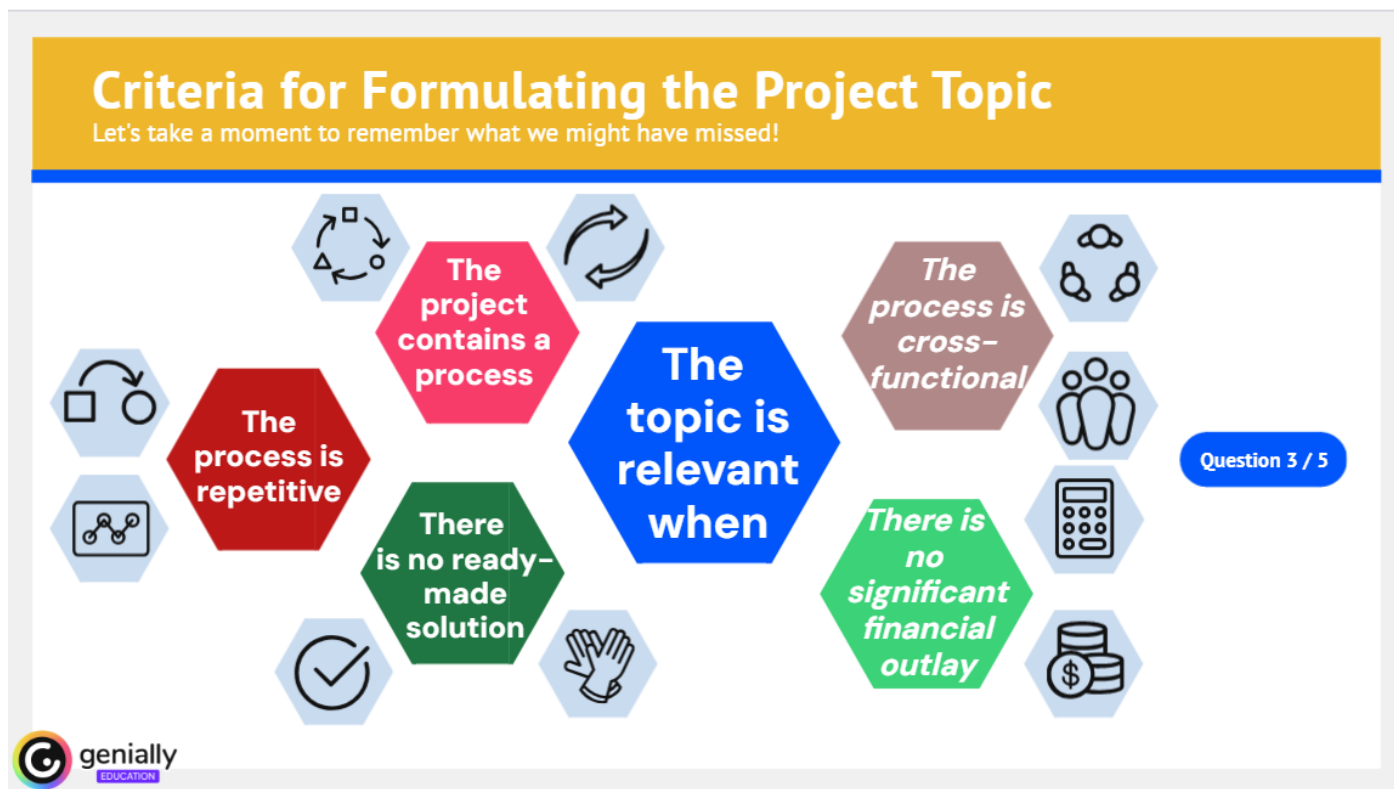 Criteria for Formulating the Project Topic
Let's take a moment to remember what we might have missed!
The
project
contains a
process
The
process is
repetitive
There
is no ready-
made
solution
The
topic is
relevant
when
The
process is
cross-
functional
There is
no
significant
financial
outlay
$
Question 3 / 5
genially
EDUCATION